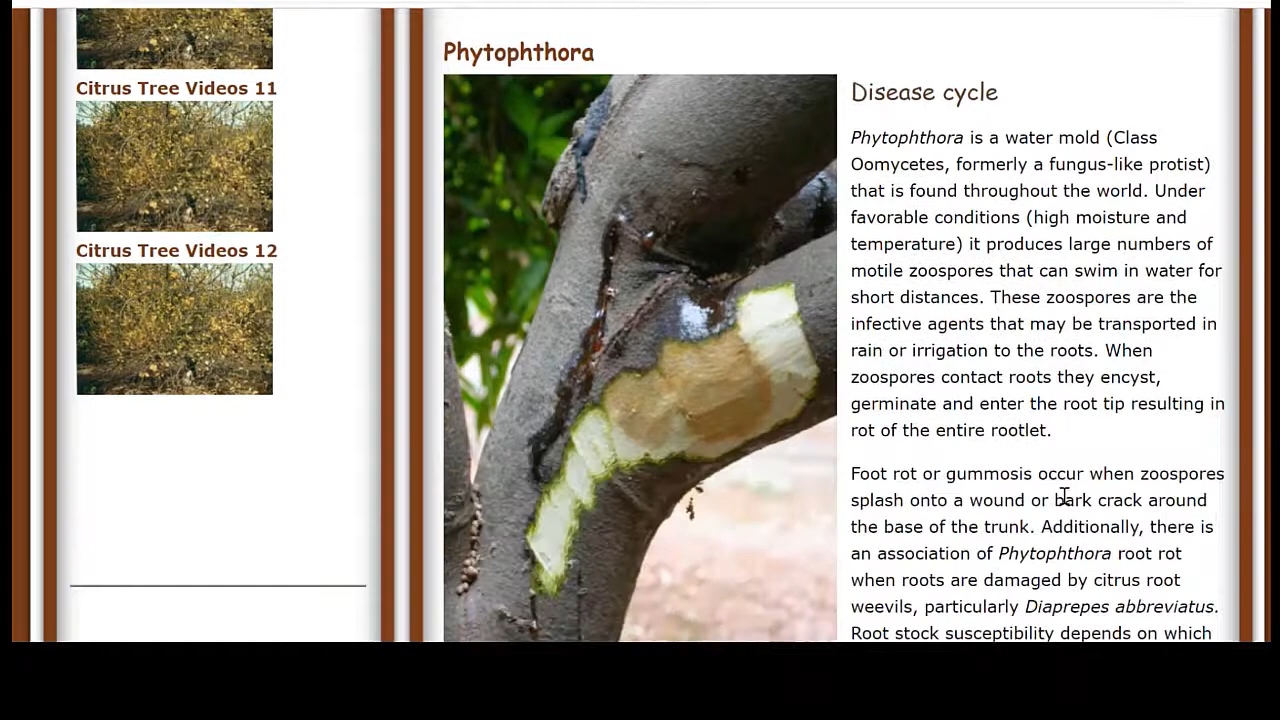 Citrus Tree Videos 11
Citrus Tree Videos 12
Phytophthora
Disease cycle
Phytophthora is a water mold (Class
Oomycetes, formerly a fungus-like protist)
that is found throughout the world. Under
favorable conditions (high moisture and
temperature) it produces large numbers of
motile zoospores that can swim in water for
short distances. These zoospores are the
infective agents that may be transported in
rain or irrigation to the roots. When
zoospores contact roots they encyst,
germinate and enter the root tip resulting in
rot of the entire rootlet.
Foot rot or gummosis occur when zoospores
splash onto a wound or bark crack around
the base of the trunk. Additionally, there is
an association of Phytophthora root rot
when roots are damaged by citrus root
weevils, particularly Diaprepes abbreviatus.
Root stock susceptibility depends on which